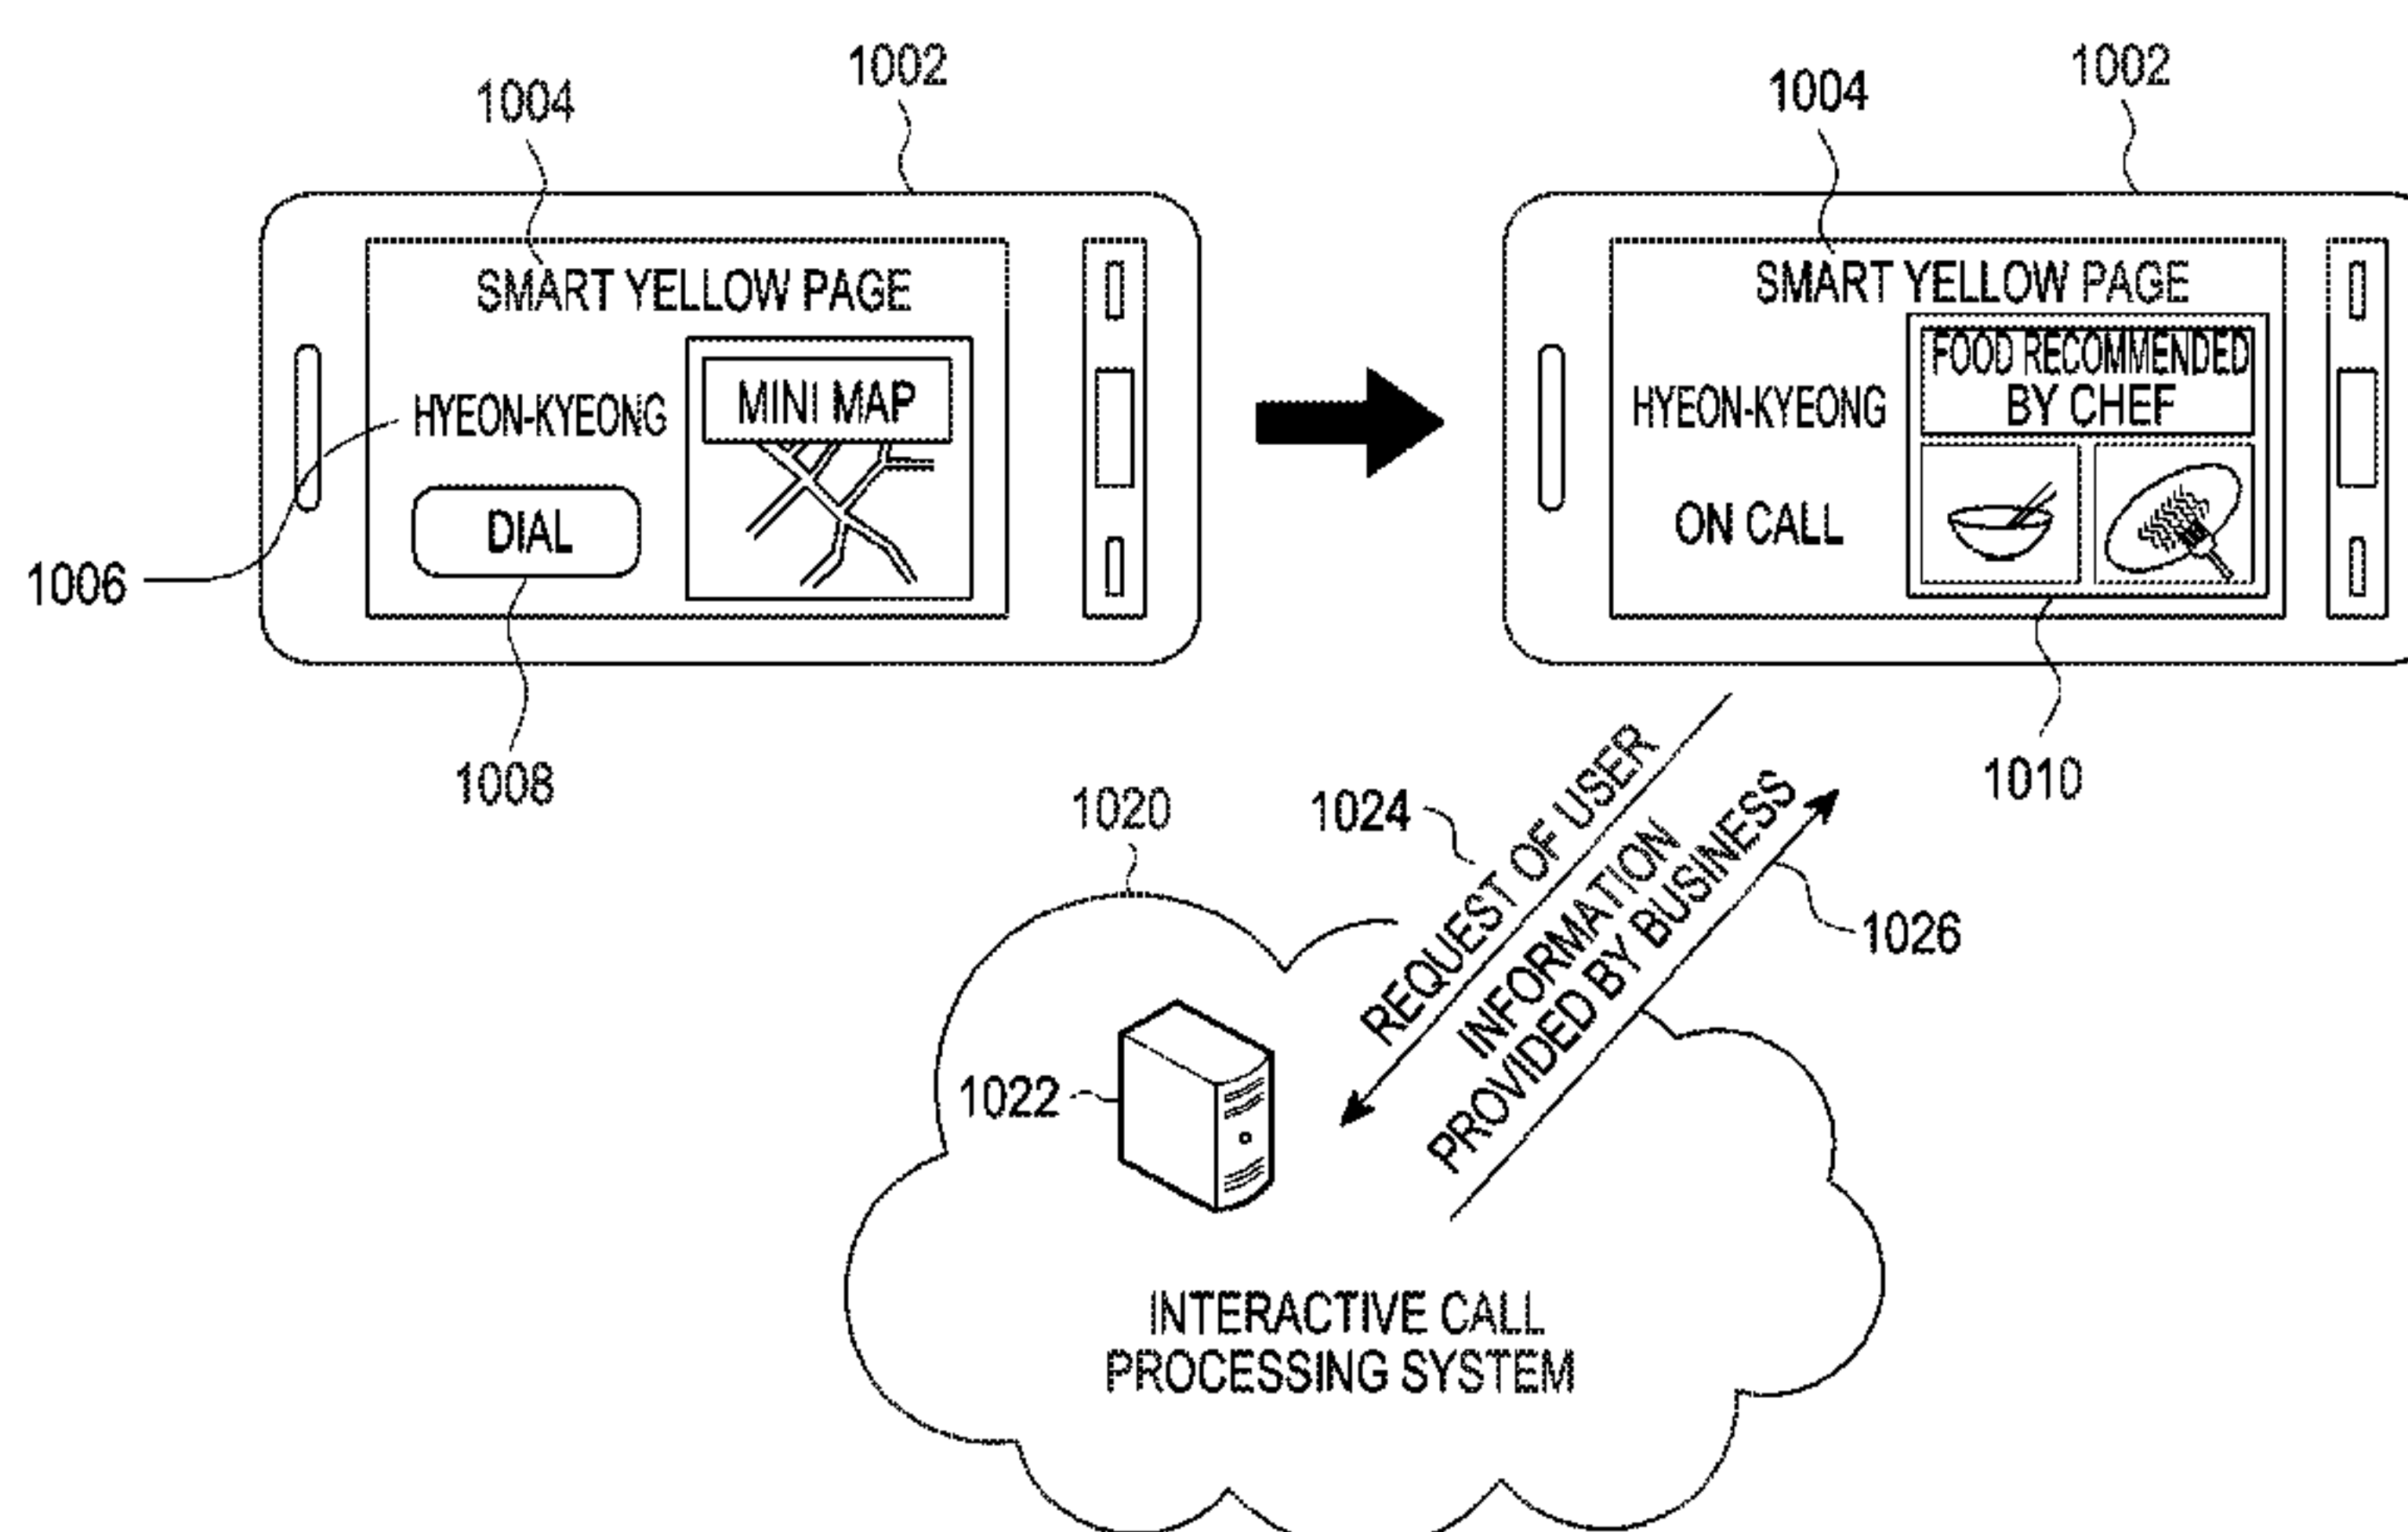 1004
1002
SMART YELLOW PAGE
HYEON-KYEONG
MINI MAP
DIAL
1006
1008
1004
1002
SMART YELLOW PAGE
FOOD RECOMMENDED
BY CHEF
HYEON-KYEONG
ON CALL
1010
1020
1024
REQUEST OF USER
INFORMATION
PROVIDED BY BUSINESS
1026
1022
INTERACTIVE CALL
PROCESSING SYSTEM